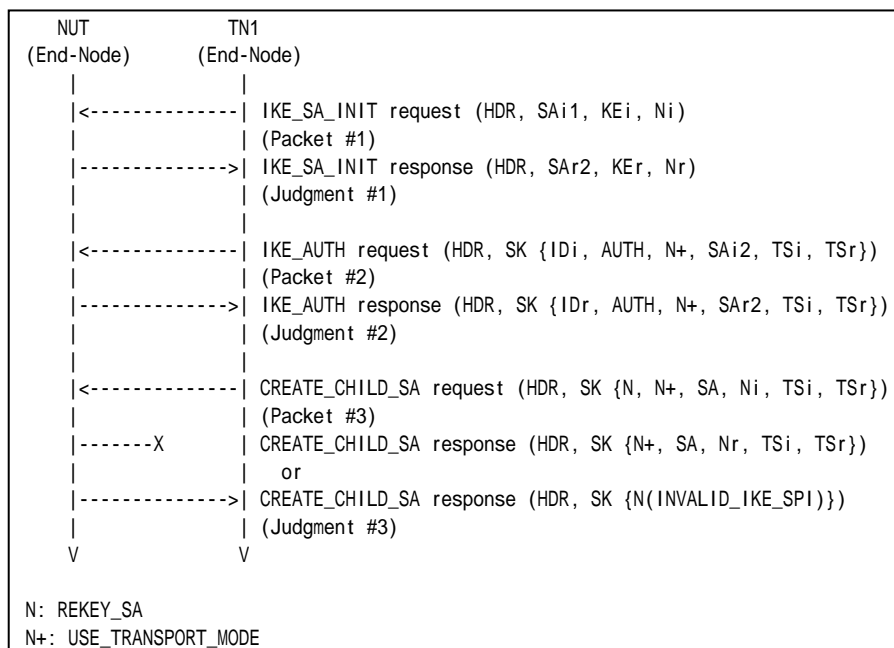 NUT TN1
(End-Node) (End-Node)
| |
|<--------------| IKE_SA_INIT request (HDR, SAi1, KEi, Ni)
| | (Packet #1)
|-------------->| IKE_SA_INIT response (HDR, SAr2, KEr, Nr)
| | (Judgment #1)
| |
|<--------------| IKE_AUTH request (HDR, SK {IDi, AUTH, N+, SAi2, TSi, TSr})
| | (Packet #2)
|-------------->| IKE_AUTH response (HDR, SK {IDr, AUTH, N+, SAr2, TSi, TSr})
| | (Judgment #2)
| |
|<--------------| CREATE_CHILD_SA request (HDR, SK {N, N+, SA, Ni, TSi, TSr})
| | (Packet #3)
|-------X | CREATE_CHILD_SA response (HDR, SK {N+, SA, Nr, TSi, TSr})
| | or
|-------------->| CREATE_CHILD_SA response (HDR, SK {N(INVALID_IKE_SPI)})
| | (Judgment #3)
V V
N: REKEY_SA
N+: USE_TRANSPORT_MODE